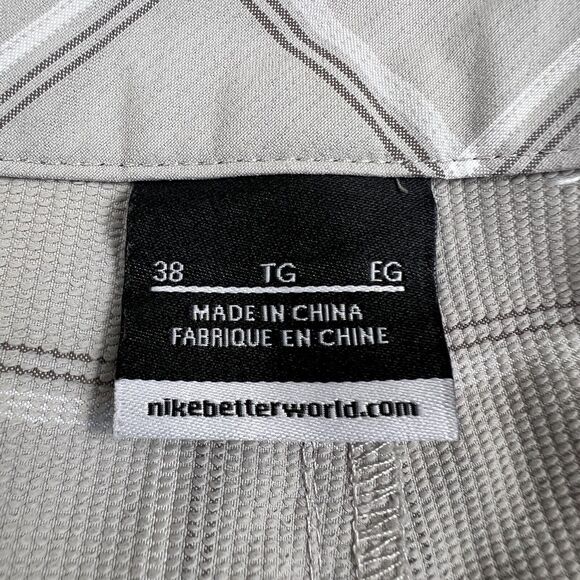 38 TG EG
MADE IN CHINA
FABRIQUE EN CHINE
nikebetterworld.com